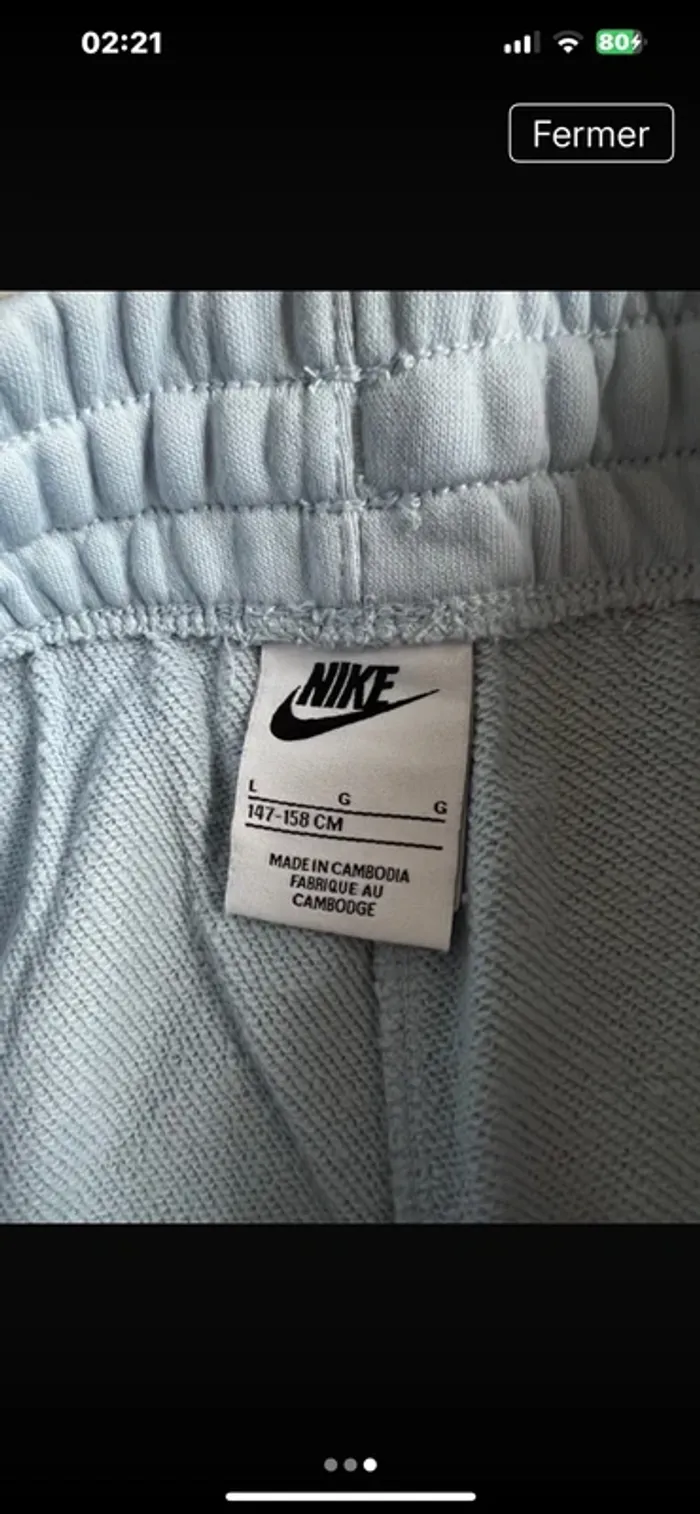 02:21
80
Fermer
NIKE
L G G
147-158 CM
MADE IN CAMBODIA
FABRIQUE AU
CAMBODGE